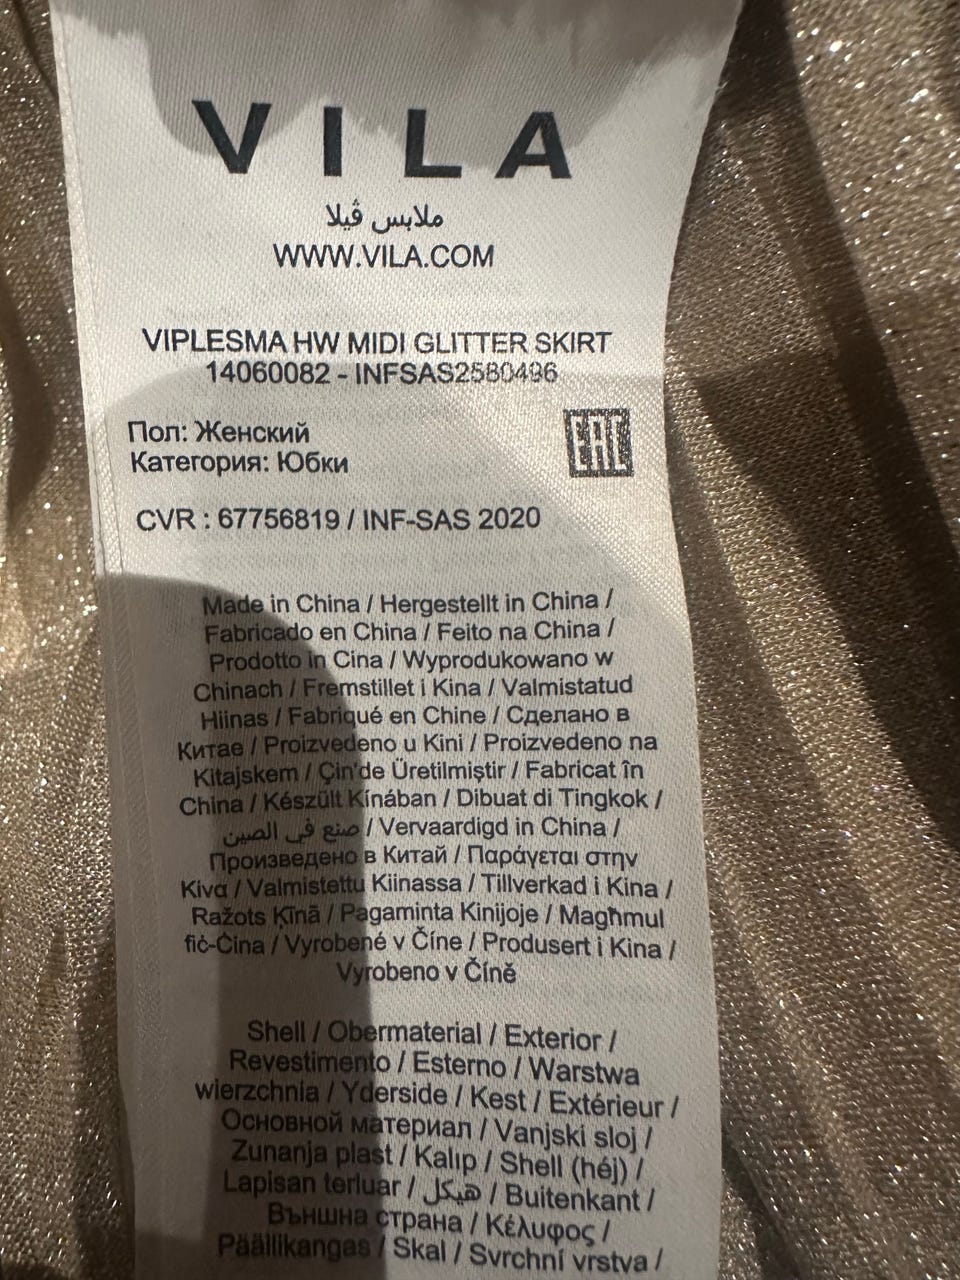 VILA
ملابس ڤيلا
WWW.VILA.COM
VIPLESMA HW MIDI GLITTER SKIRT
14060082 - INFSAS2580496
Пол: Женский
Категория: Юбки
EAC
CVR : 67756819 / INF-SAS 2020
Made in China / Hergestellt in China /
Fabricado en China / Feito na China /
Prodotto in Cina / Wyprodukowano w
Chinach / Fremstillet i Kina / Valmistatud
Hiinas / Fabriqué en Chine / Сделано в
Китае / Proizvedeno u Kini / Proizvedeno na
Kitajskem / Çin'de Üretilmiştir / Fabricat în
China / Készült Kínában / Dibuat di Tingkok /
صنع في الصين / Vervaardigd in China /
Произведено в Китай / Παράγεται στην
Κίνα / Valmistettu Kiinassa / Tillverkad i Kina /
Ražots Ķīnā / Pagaminta Kinijoje / Magħmul
fiċ-Ċina / Vyrobené v Číne / Produsert i Kina /
Vyrobeno v Číně
Shell / Obermaterial / Exterior /
Revestimento / Esterno / Warstwa
wierzchnia / Yderside / Kest / Extérieur /
Основной материал / Vanjski sloj /
Zunanja plast / Kalıp / Shell (héj) /
Lapisan terluar / هيكل / Buitenkant /
Външна страна / Κέλυφος /
Päällikangas / Skal / Svrchní vrstva /